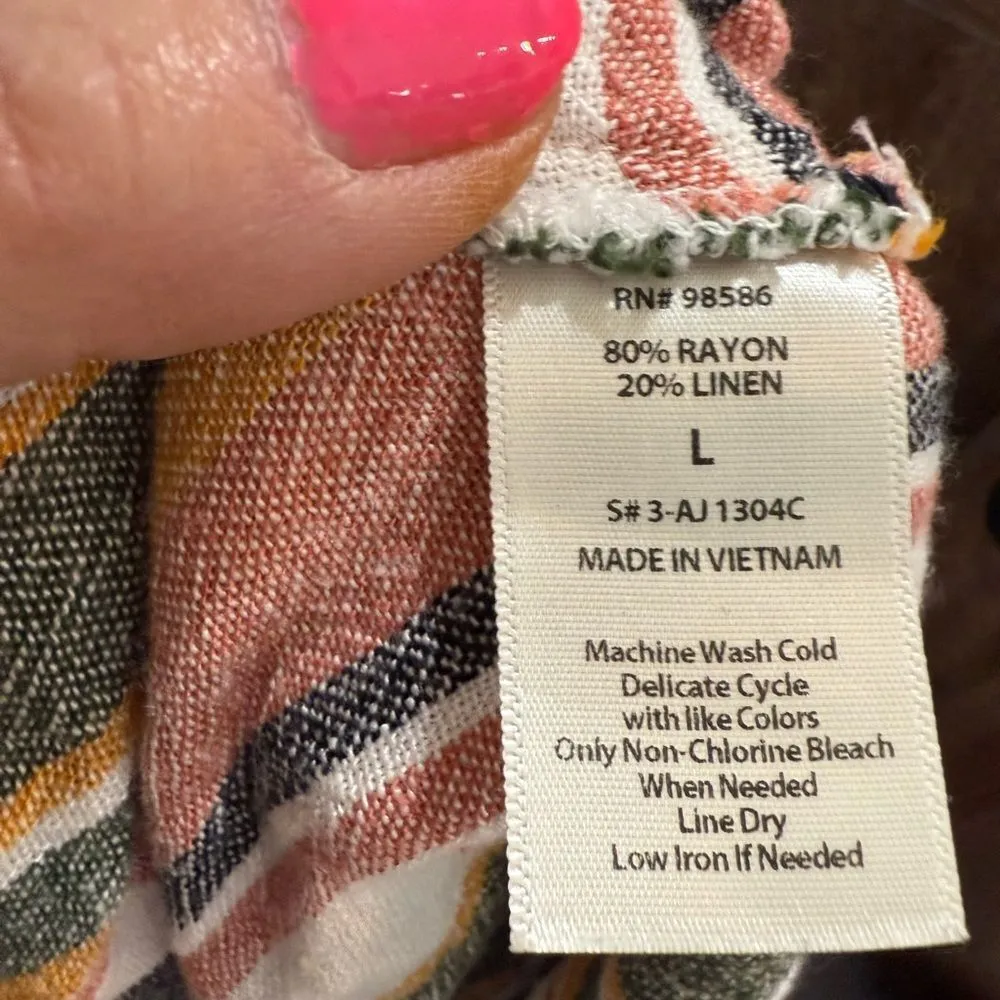 RN# 98586
80% RAYON
20% LINEN
L
S# 3-AJ 1304C
MADE IN VIETNAM
Machine Wash Cold
Delicate Cycle
with like Colors
Only Non-Chlorine Bleach
When Needed
Line Dry
Low Iron If Needed